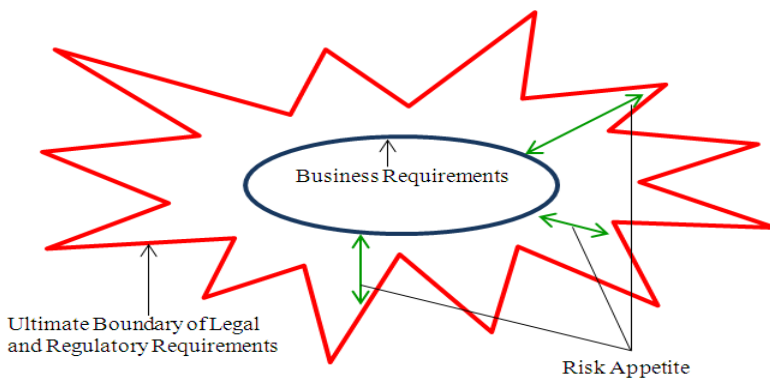 Business Requirements
Ultimate Boundary of Legal
and Regulatory Requirements
Risk Appetite